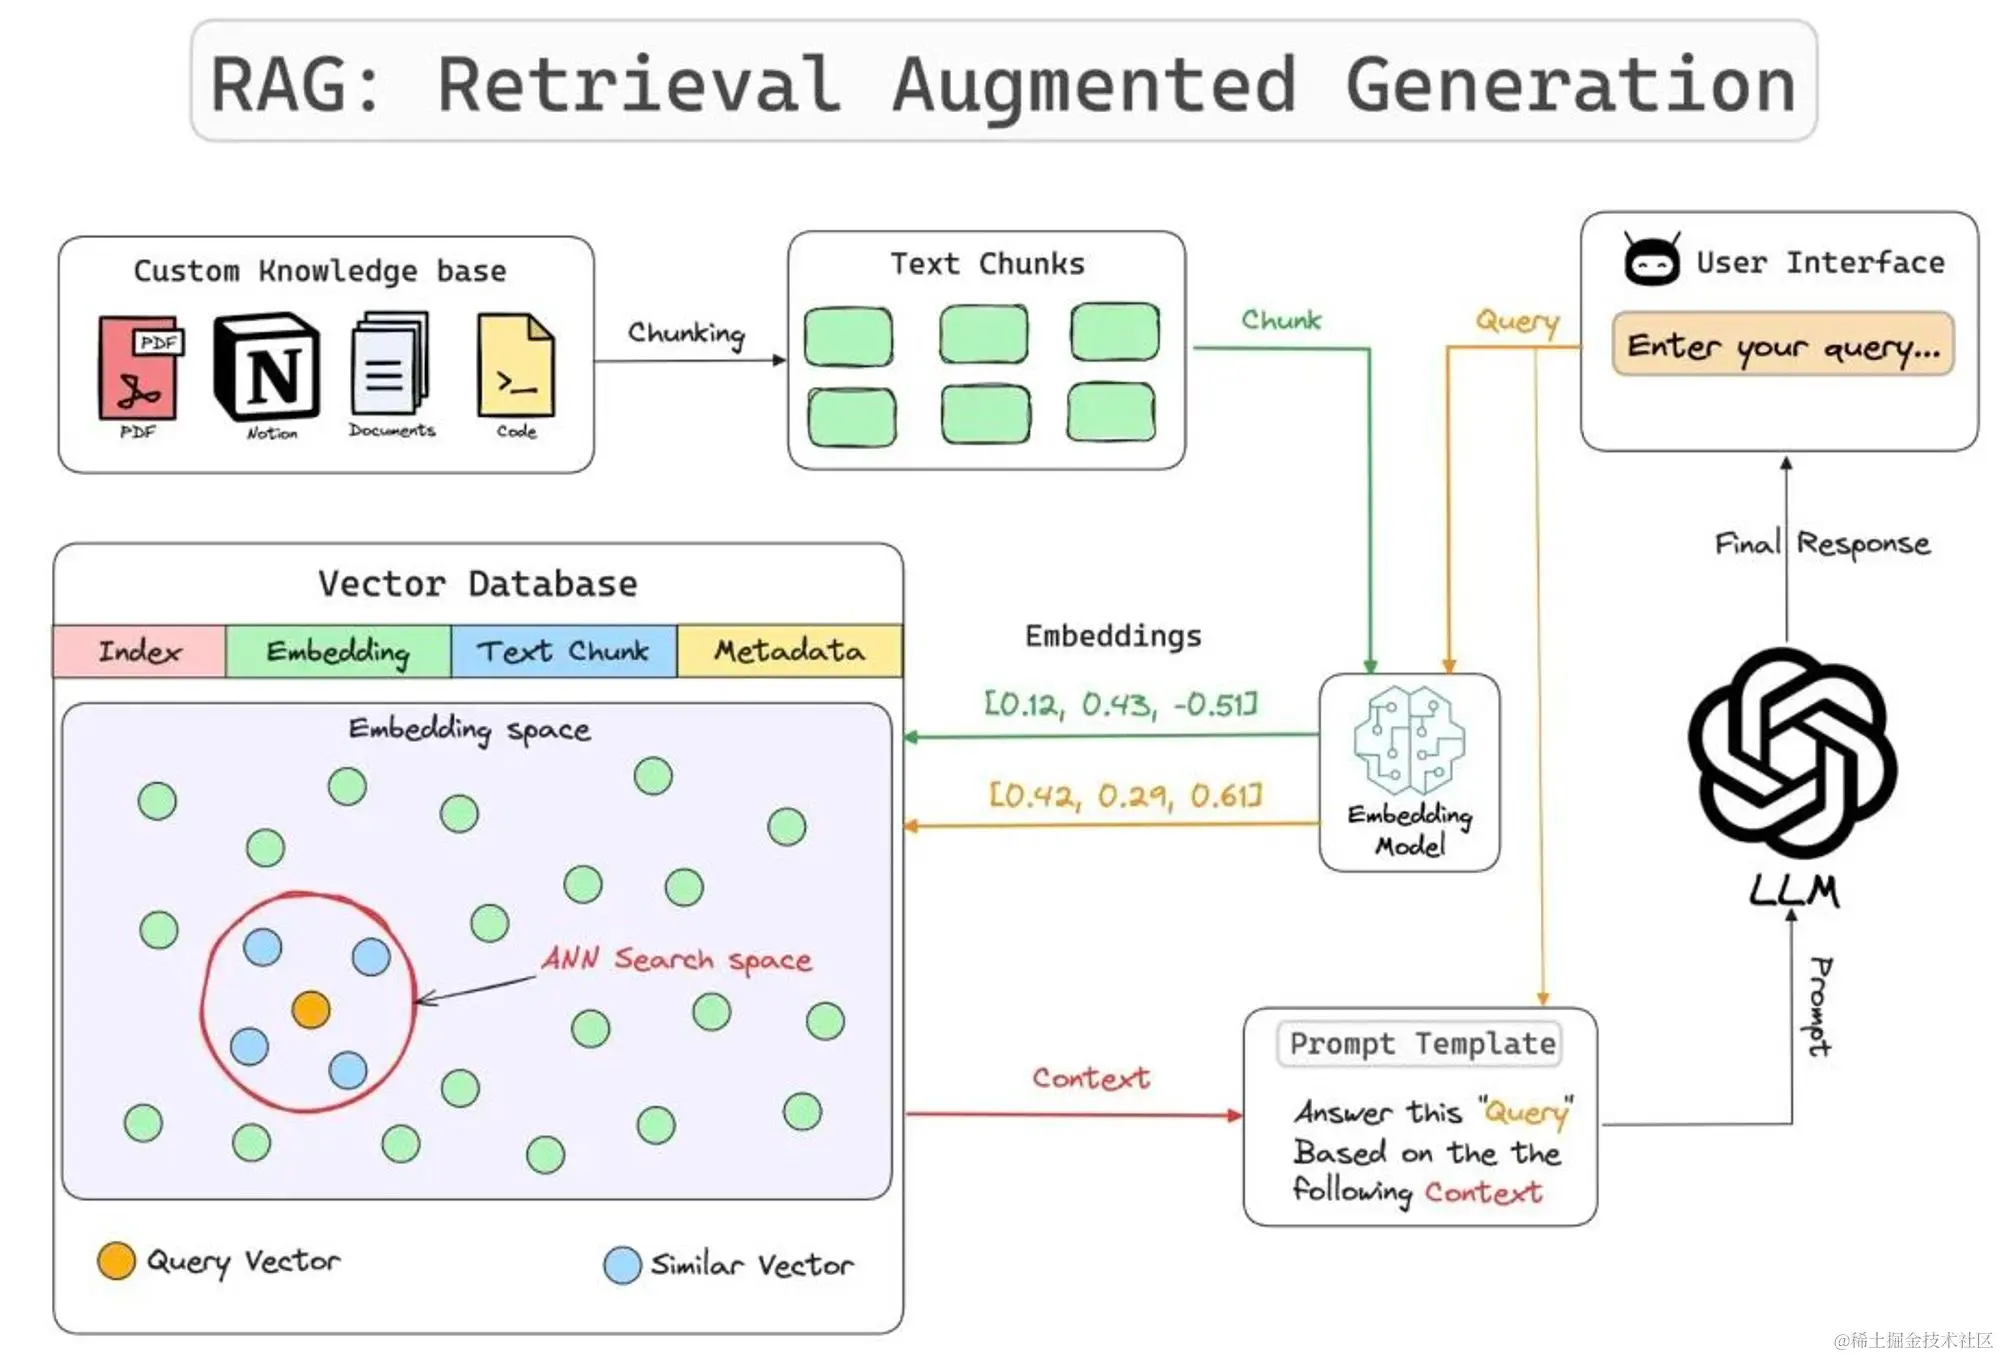 RAG: Retrieval Augmented Generation
Custom Knowledge base
PDF
PDF
Notion
Documents
Code
Chunking
Text Chunks
Chunk
Query
User Interface
Enter your query...
Final Response
Vector Database
Index
Embedding
Text Chunk
Metadata
Embedding space
ANN Search space
Query Vector
Similar Vector
Embeddings
[0.12, 0.43, -0.51]
[0.42, 0.29, 0.61]
Embedding
Model
LLM
Prompt
Context
Prompt Template
Answer this "Query"
Based on the the
following Context
@稀土掘金技术社区